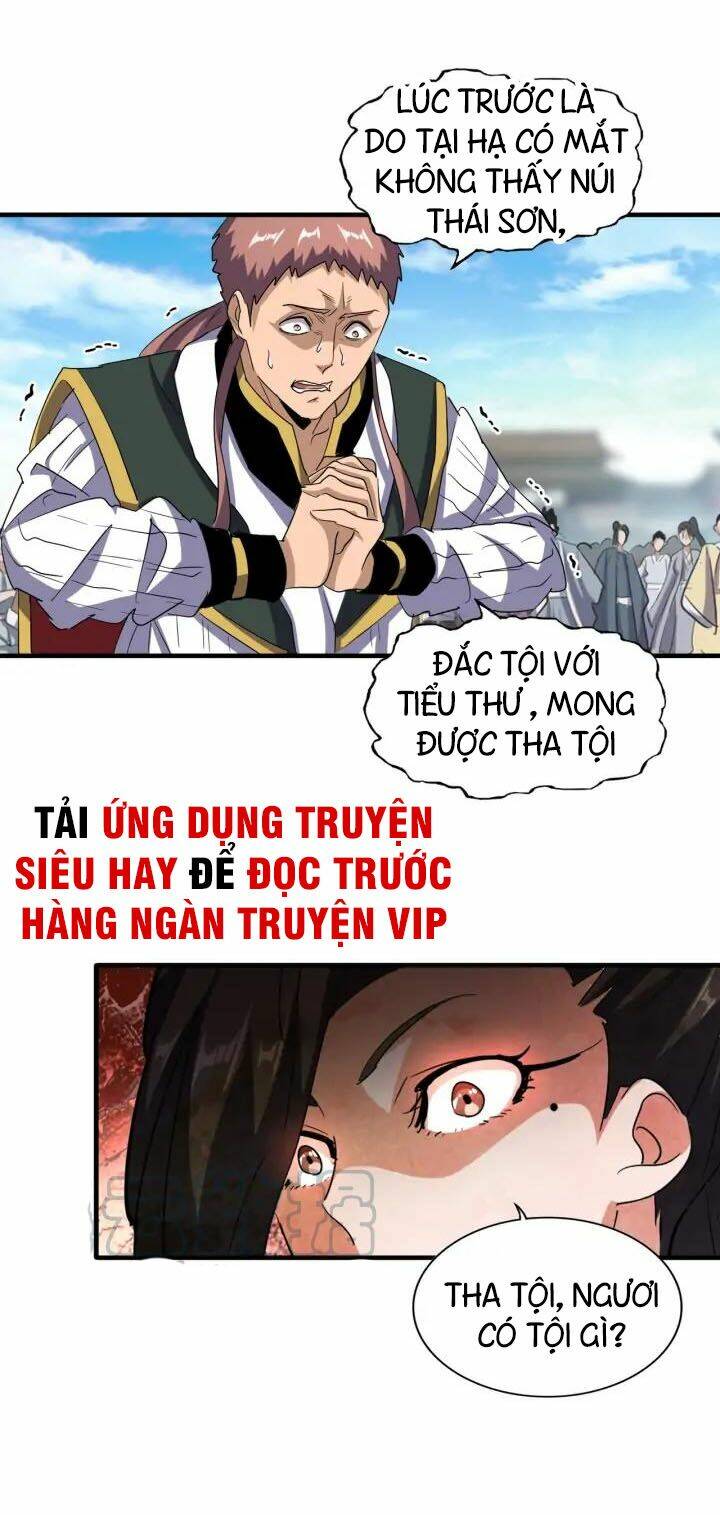 LÚC TRƯỚC LÀ
DO TẠI HẠ CÓ MẮT
KHÔNG THẤY NÚI
THÁI SƠN,
ĐẮC TỘI VỚI
TIỂU THƯ, MONG
ĐƯỢC THA TỘI
TẢI ỨNG DỤNG TRUYỆN
SIÊU HAY ĐỂ ĐỌC TRƯỚC
HÀNG NGÀN TRUYỆN VIP
THA TỘI, NGƯƠI
CÓ TỘI GÌ?